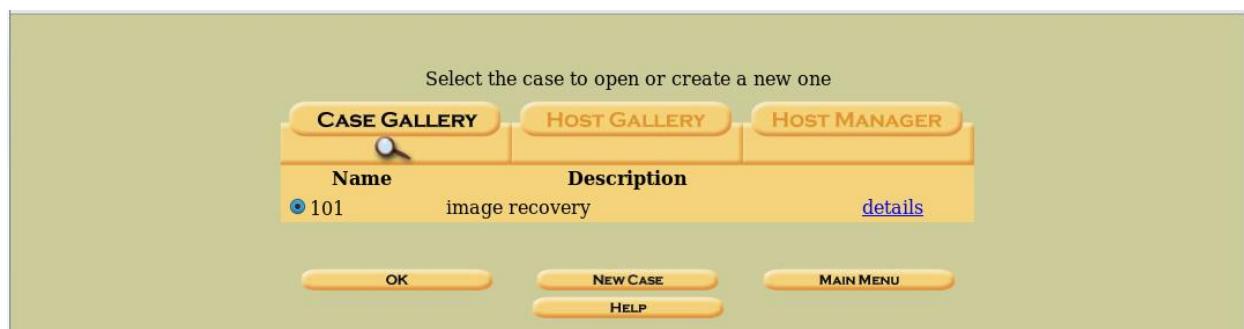 Select the case to open or create a new one
CASE GALLERY HOST GALLERY HOST MANAGER
Name Description
101 image recovery details
OK NEW CASE MAIN MENU
HELP